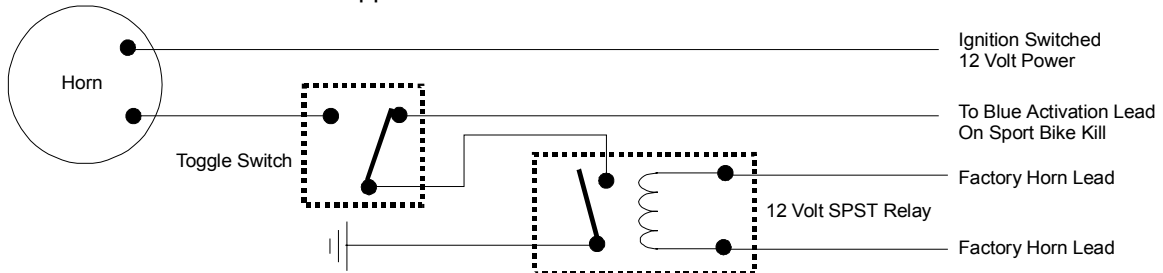 Ignition Switched
12 Volt Power
Horn
To Blue Activation Lead
On Sport Bike Kill
Toggle Switch
Factory Horn Lead
12 Volt SPST Relay
Factory Horn Lead